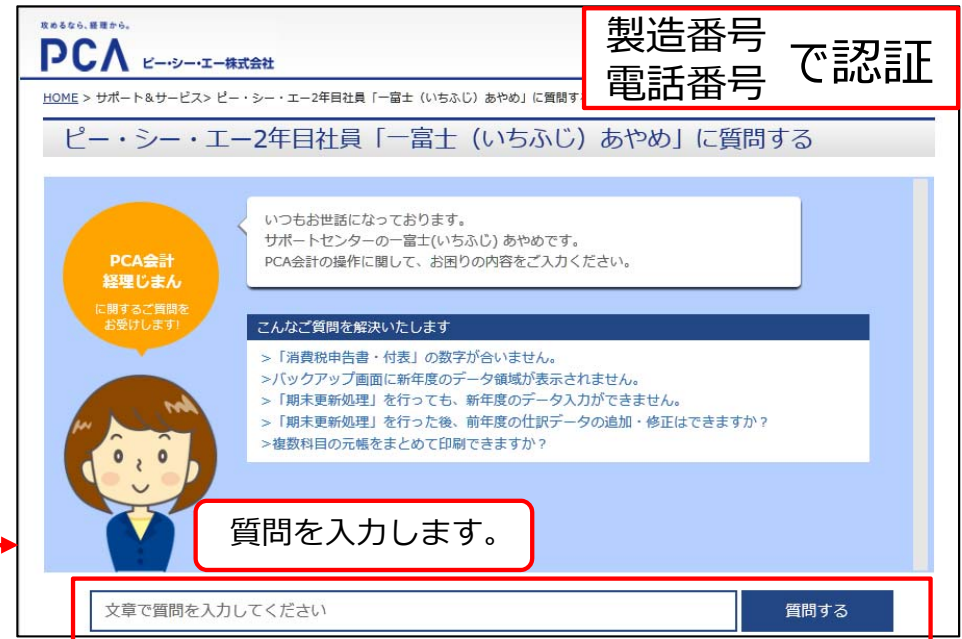 攻めるなら、経理から。
PCA ピー・シー・エー株式会社
製造番号
電話番号
で認証
HOME > サポート&サービス> ピー・シー・エー2年目社員「一富士（いちふじ）あやめ」に質問す
ピー・シー・エー2年目社員「一富士（いちふじ）あやめ」に質問する
PCA会計
経理じまん
に関するご質問を
お受けします!
いつもお世話になっております。
サポートセンターの一富士(いちふじ) あやめです。
PCA会計の操作に関して、お困りの内容をご入力ください。
こんなご質問を解決いたします
>「消費税申告書・付表」の数字が合いません。
>バックアップ画面に新年度のデータ領域が表示されません。
>「期末更新処理」を行っても、新年度のデータ入力ができません。
>「期末更新処理」を行った後、前年度の仕訳データの追加・修正はできますか？
>複数科目の元帳をまとめて印刷できますか？
質問を入力します。
文章で質問を入力してください
質問する